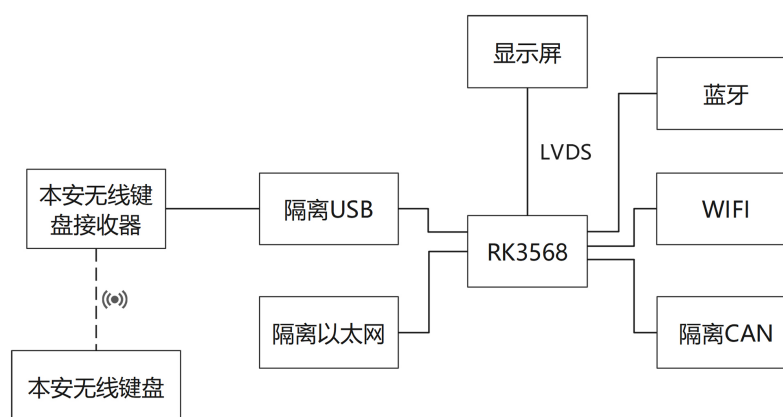 显示屏
蓝牙
LVDS
本安无线键
盘接收器
隔离USB
WIFI
RK3568
隔离以太网
隔离CAN
本安无线键盘